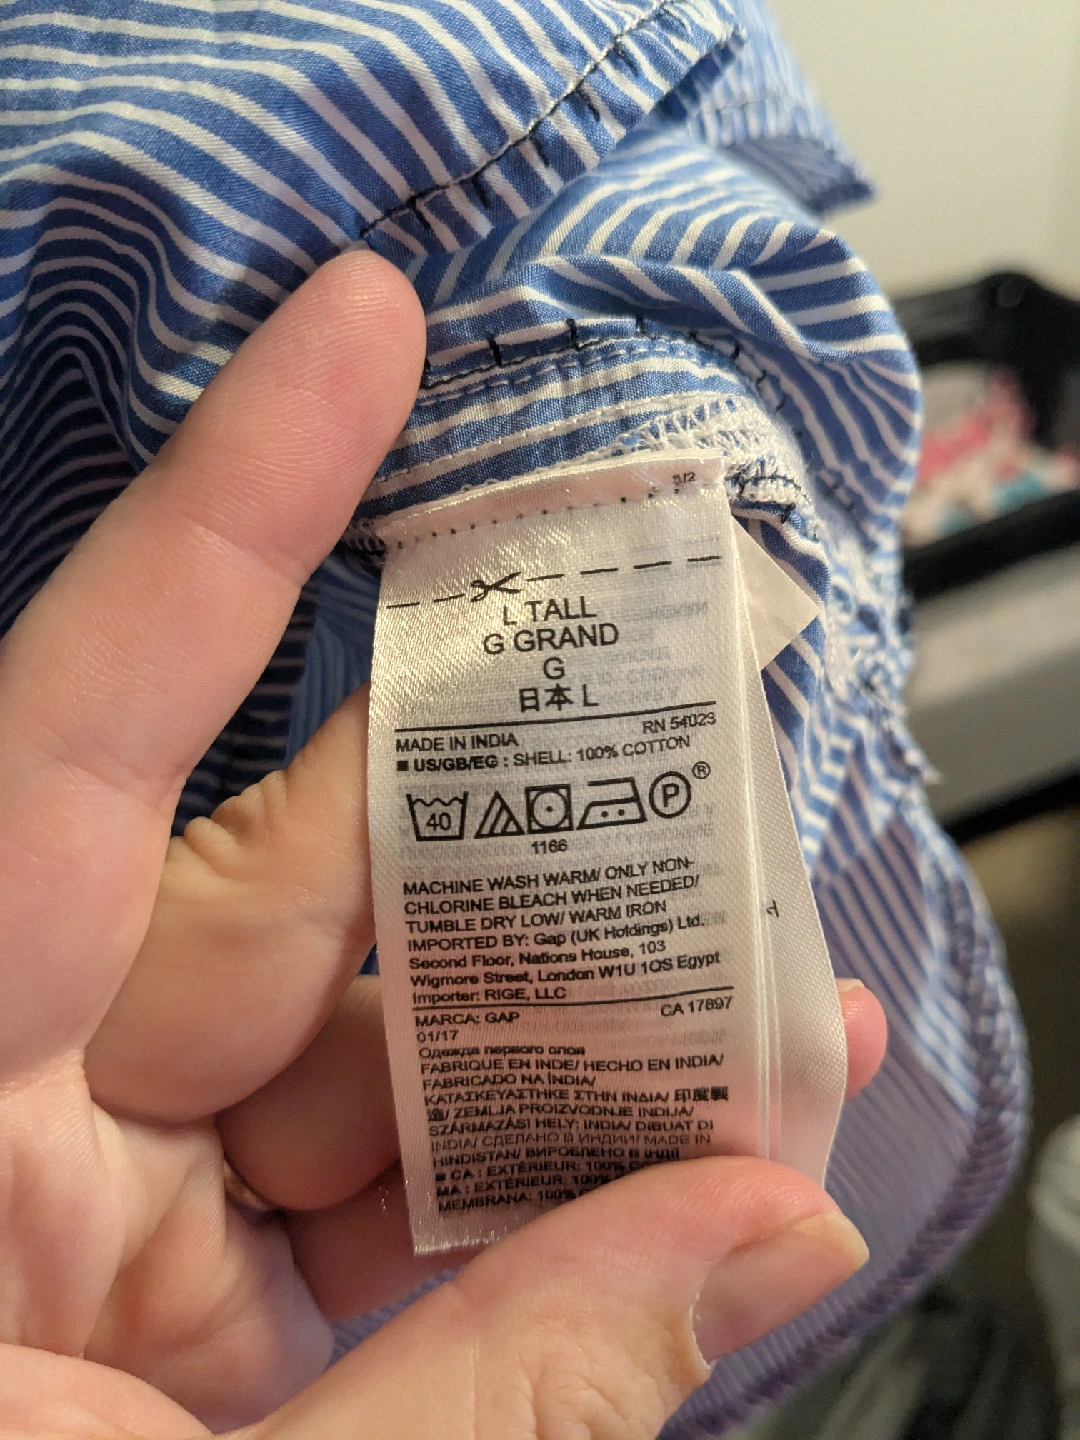 L TALL
G GRAND
G
日本 L
RN 54023
MADE IN INDIA
■ US/GB/EG : SHELL: 100% COTTON
40
P®
1166
MACHINE WASH WARM/ ONLY NON-
CHLORINE BLEACH WHEN NEEDED/
TUMBLE DRY LOW/ WARM IRON
IMPORTED BY: Gap (UK Holdings) Ltd.
Second Floor, Nations House, 103
Wigmore Street, London W1U 1QS Egypt
Importer: RIGE, LLC
MARCA: GAP
CA 17897
01/17
Одежда первого слоя
FABRIQUE EN INDE/ HECHO EN INDIA/
FABRICADO NA ÍNDIA/
ΚΑΤΑΣΚΕΥΑΣΤΗΚΕ ΣΤΗΝ ΙΝΔΙΑ/ 印度製
造/ ZEMLJA PROIZVODNJE INDIJA/
SZÁRMAZÁSI HELY: INDIA/ DIBUAT DI
INDIA/ СДЕЛАНО В ИНДИИ/ MADE IN
HINDISTAN/ ВИРОБЛЕНО В ІНДІЇ
■ CA : EXTÉRIEUR: 100%
MA : EXTÉRIEUR: 100%
MEMBRANA: 100%